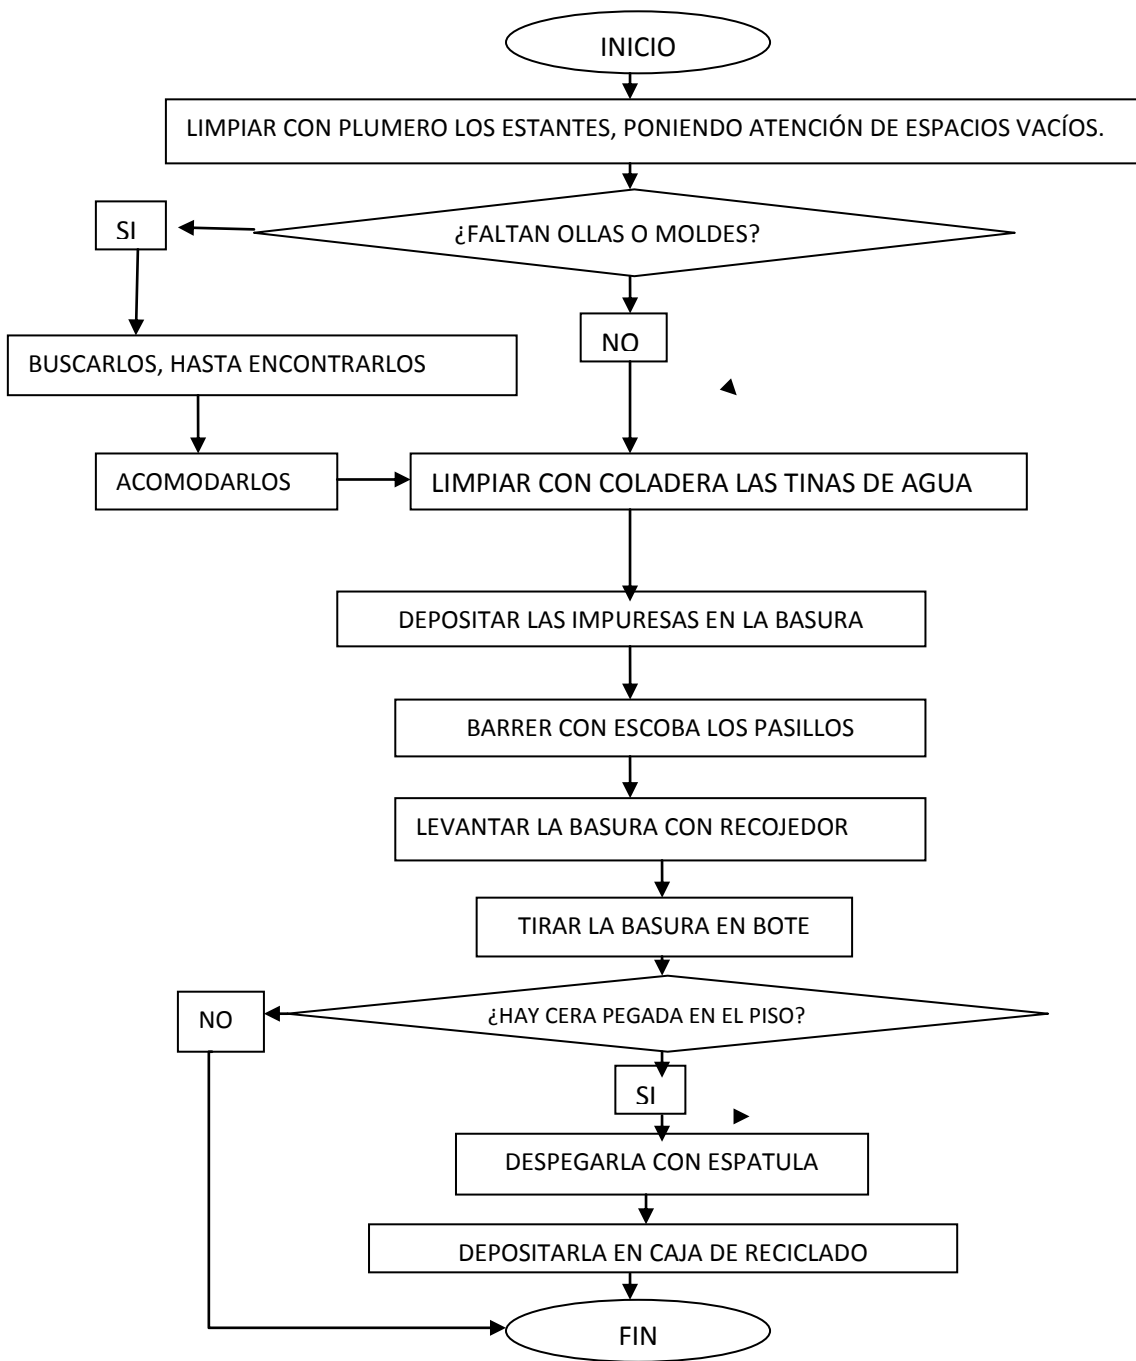 INICIO
LIMPIAR CON PLUMERO LOS ESTANTES, PONIENDO ATENCIÓN DE ESPACIOS VACÍOS.
¿FALTAN OLLAS O MOLDES?
SI
NO
BUSCARLOS, HASTA ENCONTRARLOS
ACOMODARLOS
LIMPIAR CON COLADERA LAS TINAS DE AGUA
DEPOSITAR LAS IMPURESAS EN LA BASURA
BARRER CON ESCOBA LOS PASILLOS
LEVANTAR LA BASURA CON RECOJEDOR
TIRAR LA BASURA EN BOTE
¿HAY CERA PEGADA EN EL PISO?
NO
SI
DESPEGARLA CON ESPATULA
DEPOSITARLA EN CAJA DE RECICLADO
FIN